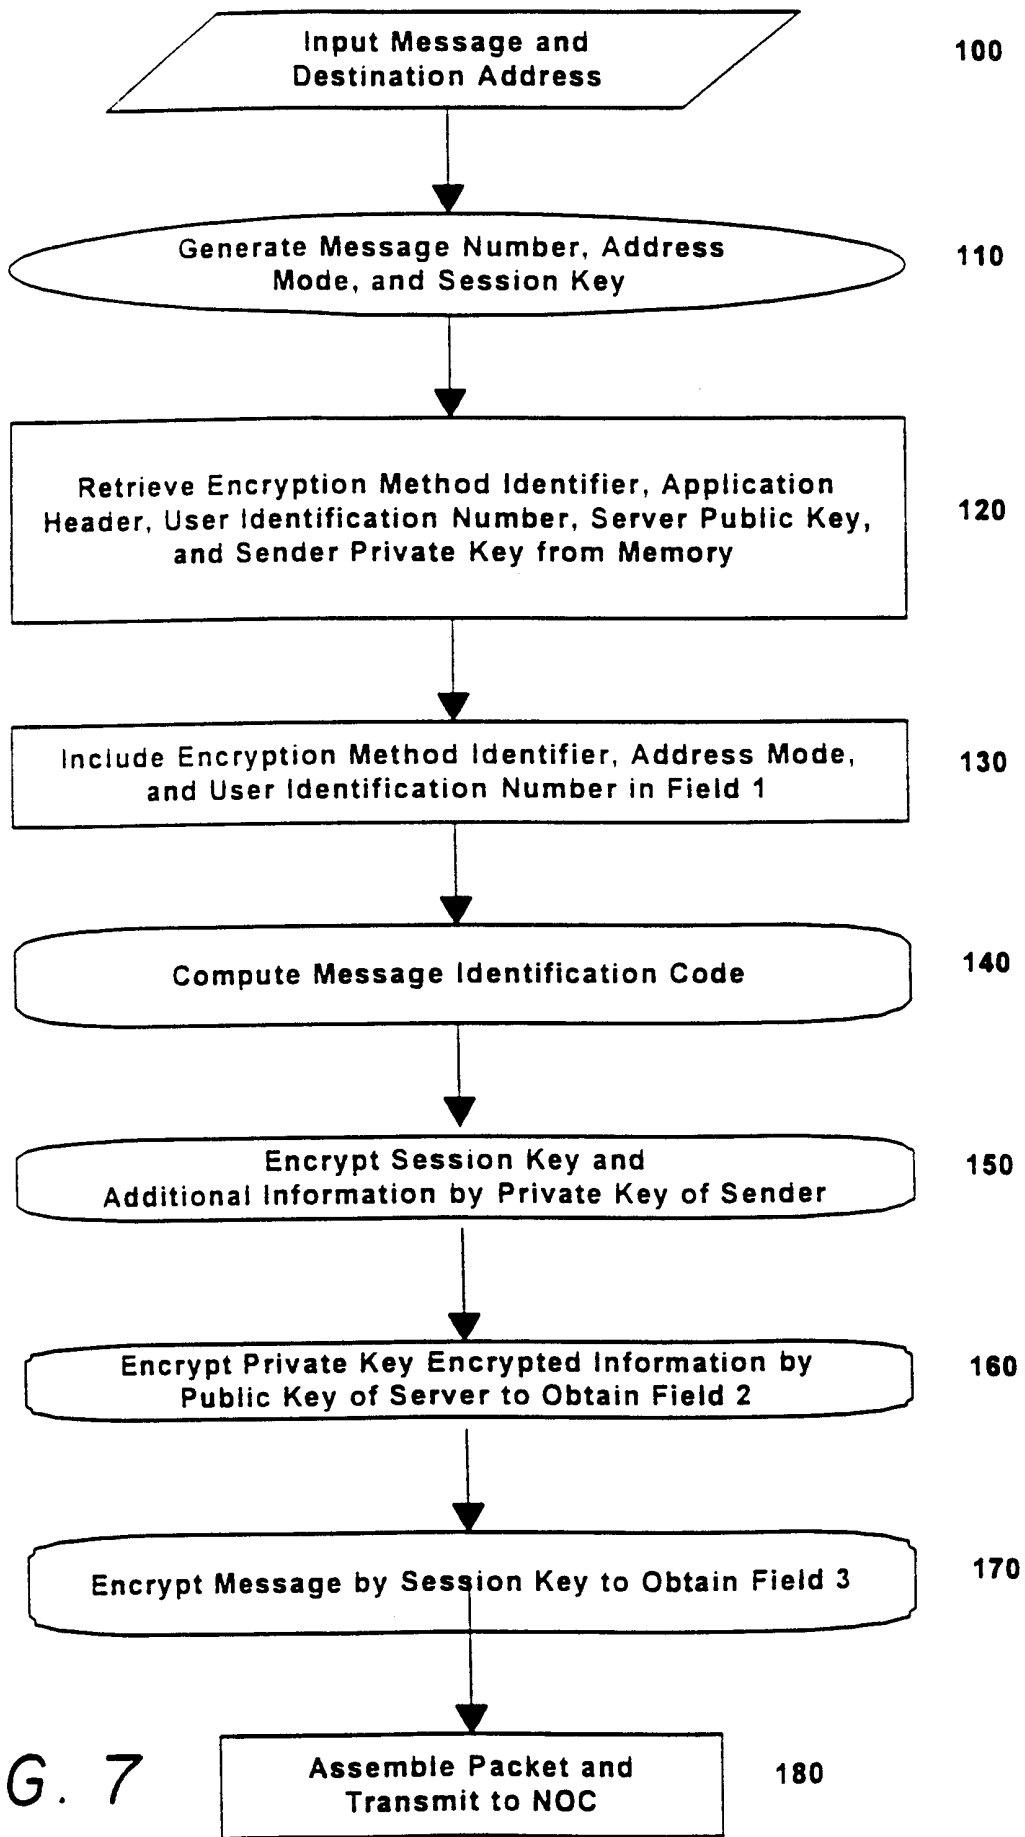 Input Message and
Destination Address
100
Generate Message Number, Address
Mode, and Session Key
110
Retrieve Encryption Method Identifier, Application
Header, User Identification Number, Server Public Key,
and Sender Private Key from Memory
120
Include Encryption Method Identifier, Address Mode,
and User Identification Number in Field 1
130
Compute Message Identification Code
140
Encrypt Session Key and
Additional Information by Private Key of Sender
150
Encrypt Private Key Encrypted Information by
Public Key of Server to Obtain Field 2
160
Encrypt Message by Session Key to Obtain Field 3
170
Assemble Packet and
Transmit to NOC
180
G. 7